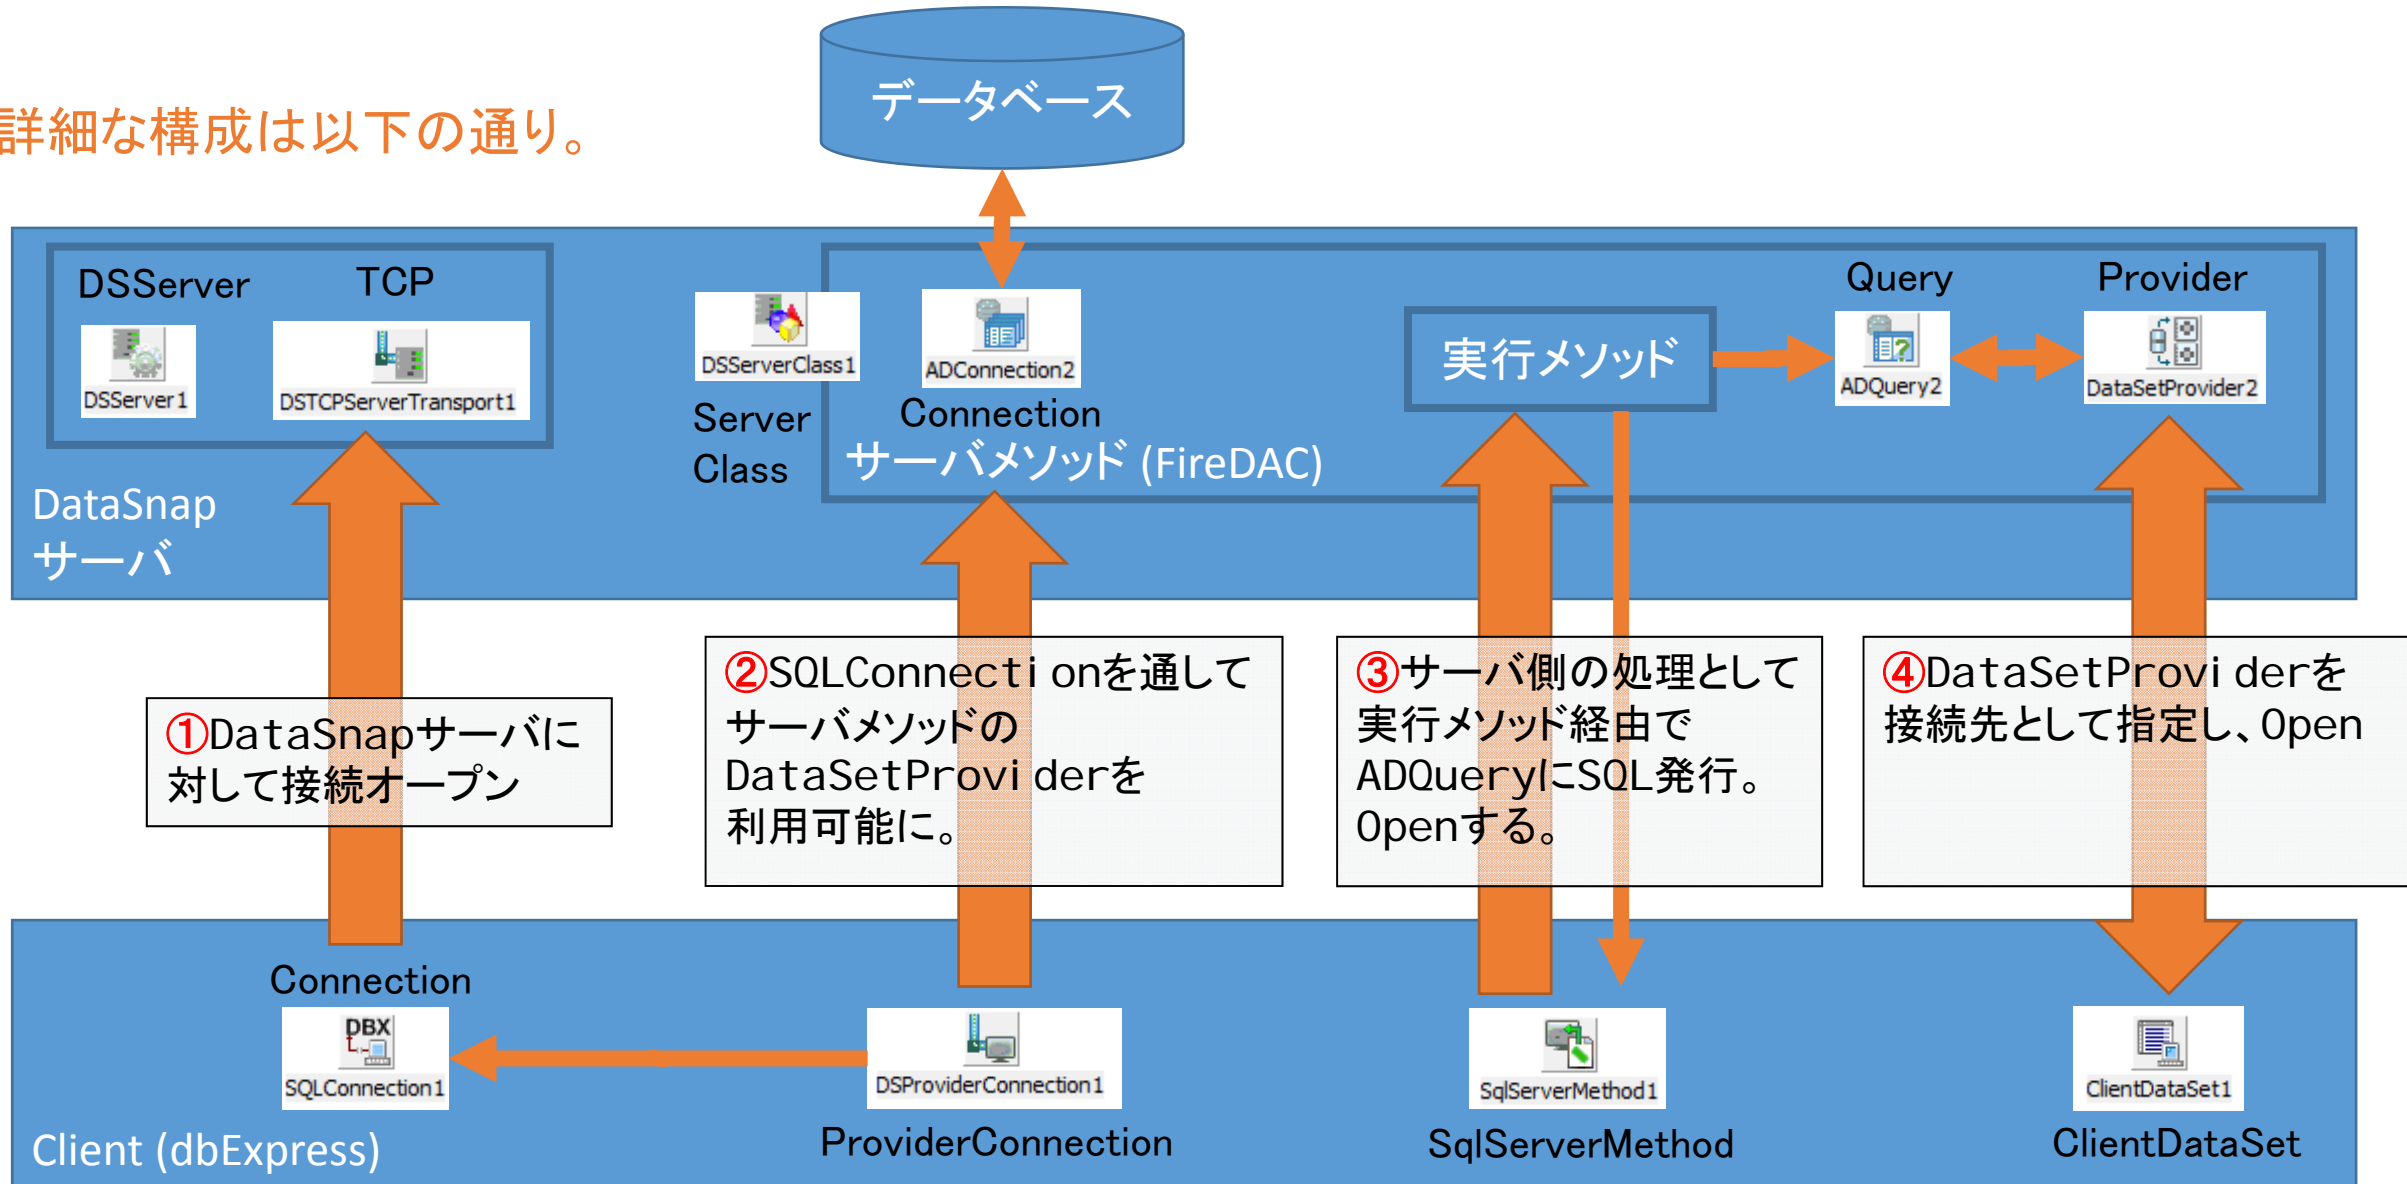 データベース
詳細な構成は以下の通り。
DSServer
TCP
DSServer1
DSTCPServerTransport1
DSServerClass1
Server
Class
ADConnection2
Connection
サーバメソッド (FireDAC)
実行メソッド
Query
ADQuery2
Provider
DataSetProvider2
DataSnap
サーバ
①DataSnapサーバに
対して接続オープン
②SQLConnectionを通して
サーバメソッドの
DataSetProviderを
利用可能に。
③サーバ側の処理として
実行メソッド経由で
ADQueryにSQL発行。
Openする。
④DataSetProviderを
接続先として指定し、Open
Connection
DBX
SQLConnection1
DSProviderConnection1
ProviderConnection
SqlServerMethod1
SqlServerMethod
ClientDataSet1
ClientDataSet
Client (dbExpress)